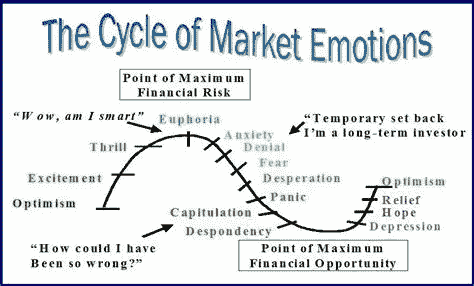 The Cycle of Market Emotions
Point of Maximum
Financial Risk
"Wow, am I smart"
Euphoria
"Temporary set back
I'm a long-term investor
Thrill
Anxiety
Denial
Fear
Excitement
Desperation
Optimism
Panic
Optimism
Relief
Capitulation
Hope
Despondency
Depression
"How could I have
Been so wrong?"
Point of Maximum
Financial Opportunity